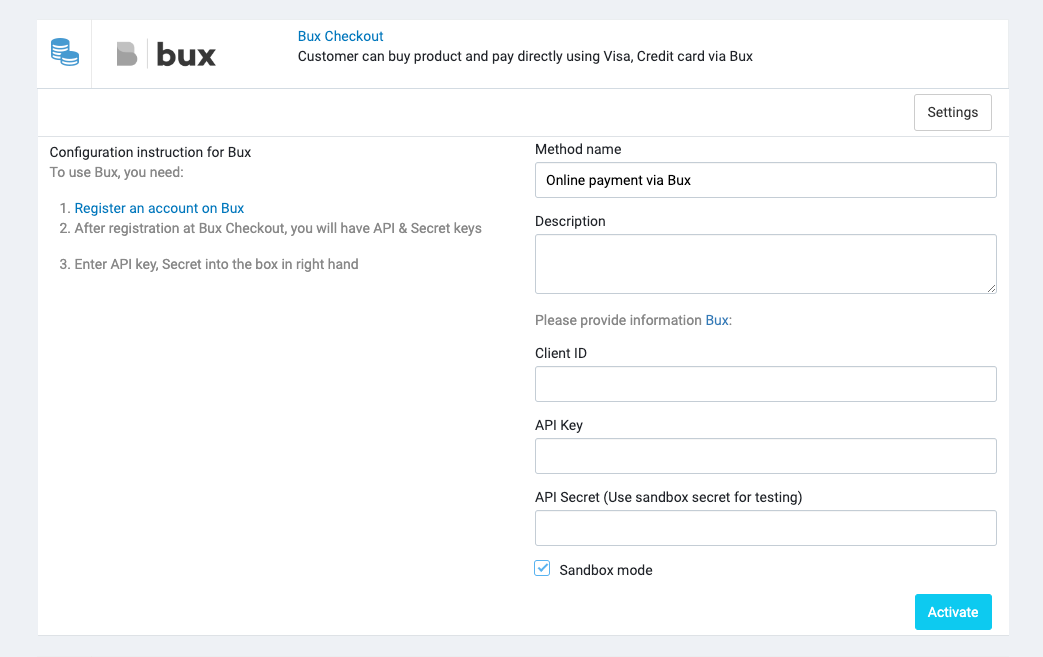 bux
Bux Checkout
Customer can buy product and pay directly using Visa, Credit card via Bux
Settings
Configuration instruction for Bux
To use Bux, you need:
1. Register an account on Bux
2. After registration at Bux Checkout, you will have API & Secret keys
3. Enter API key, Secret into the box in right hand
Method name
Online payment via Bux
Description
Please provide information Bux:
Client ID
API Key
API Secret (Use sandbox secret for testing)
Sandbox mode
Activate